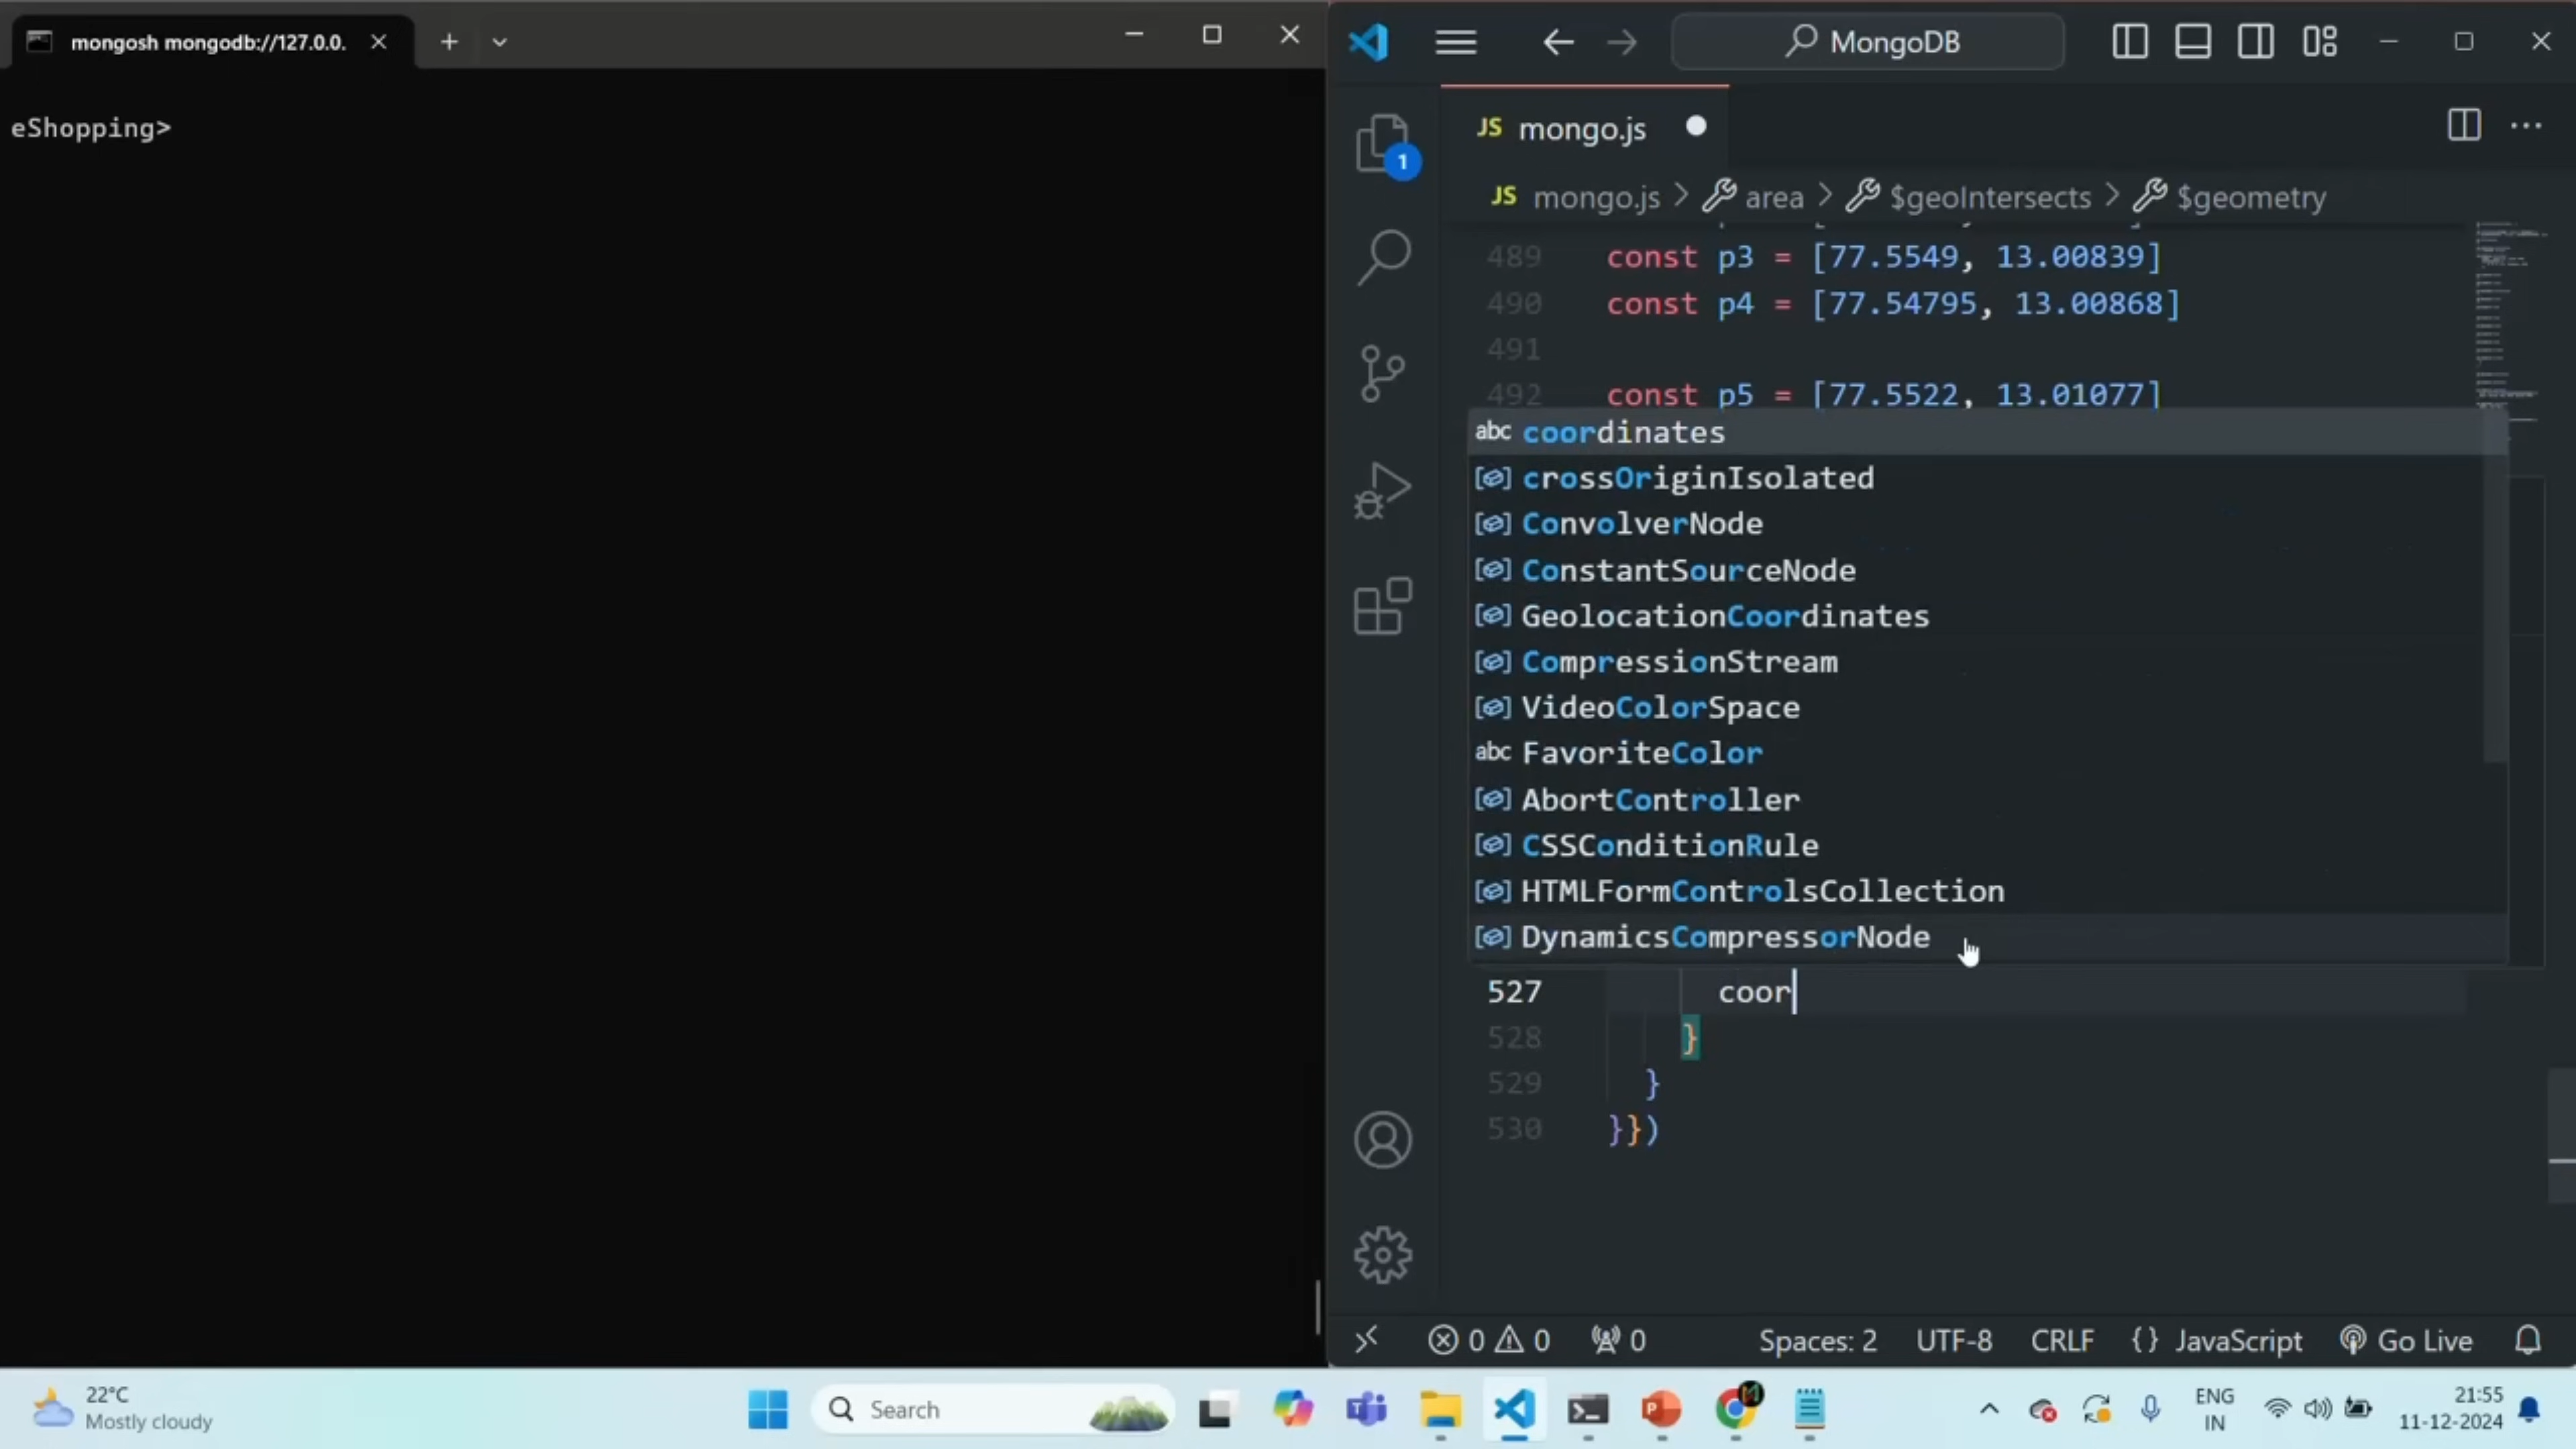 mongosh mongodb://127.0.0.
eShopping>
MongoDB
1
JS mongo.js
JS mongo.js > area > $geoIntersects > $geometry
489 const p3 = [77.5549, 13.00839]
490 const p4 = [77.54795, 13.00868]
491
492 const p5 = [77.5522, 13.01077]
abc coordinates
crossOriginIsolated
ConvolverNode
ConstantSourceNode
GeolocationCoordinates
CompressionStream
VideoColorSpace
abc FavoriteColor
AbortController
CSSConditionRule
HTMLFormControlsCollection
DynamicsCompressorNode
527 coor
528 }
529 }
530 }})
0 0 0 Spaces: 2 UTF-8 CRLF {} JavaScript Go Live
22°C
Mostly cloudy
Search
ENG
IN
21:55
11-12-2024